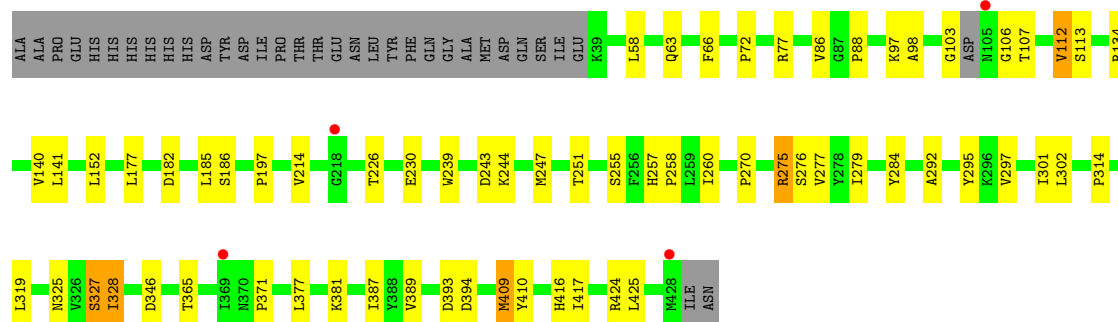 ALA ALA PRO GLU HIS HIS HIS HIS HIS HIS ASP TYR ASP ILE PRO THR THR GLU ASN LEU TYR PHE GLN GLY ALA MET ASP GLN SER ILE GLU K39 L58 Q63 F66 P72 R77 V86 G87 P88 K97 A98 G103 ASP N105 G106 T107 V112 S113 R134
V140 L141 L152 L177 D182 L185 S186 P197 V214 G218 T226 E230 W239 D243 K244 M247 T251 S255 F256 H257 P258 L259 I260 P270 R275 S276 V277 Y278 I279 Y284 A292 Y295 K296 V297 I301 L302 P314
L319 N325 V326 S327 I328 D346 T365 I369 N370 P371 L377 K381 I387 Y388 V389 D393 D394 M409 Y410 H416 I417 R424 L425 M428 ILE ASN